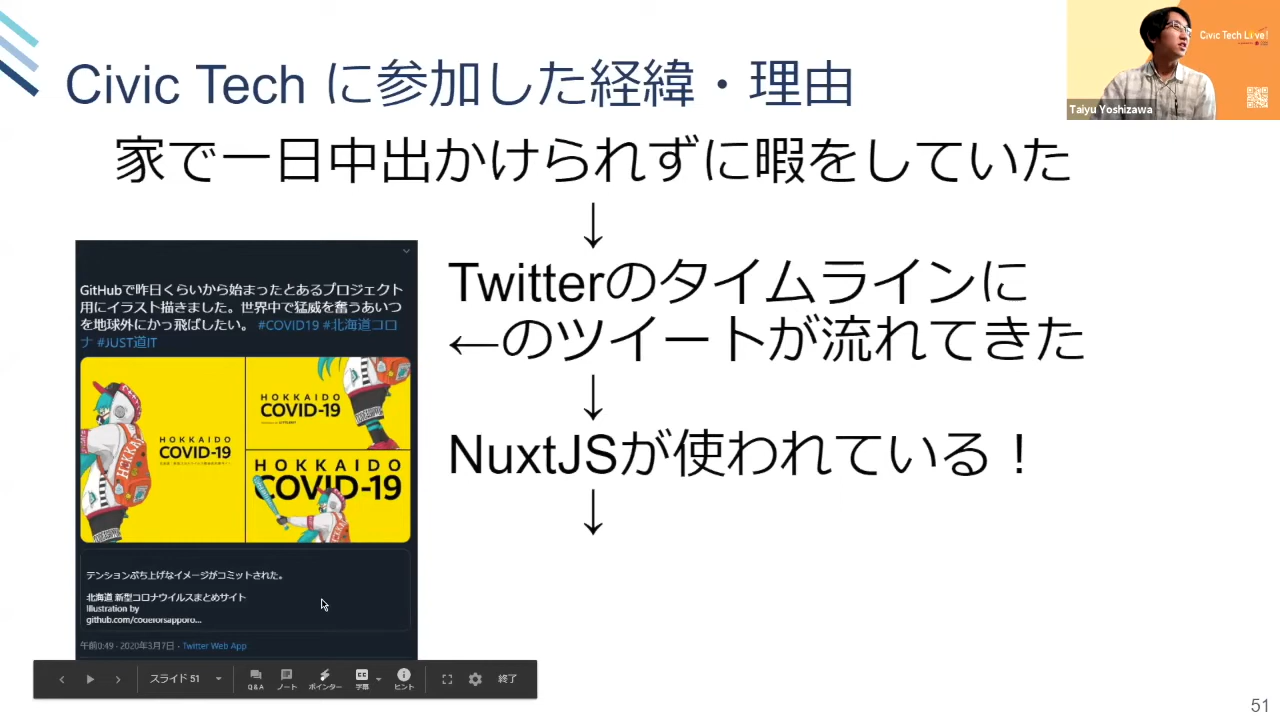 Civic Tech に参加した経緯・理由
Civic Tech Live!
Taiyu Yoshizawa
家で一日中出かけられずに暇をしていた
↓
Twitterのタイムラインに
←のツイートが流れてきた
↓
NuxtJSが使われている！
↓
GitHubで昨日くらいから始まったとあるプロジェクト
用にイラスト描きました。世界中で猛威を奮うあいつ
を地球外にかっ飛ばしたい。 #COVID19 #北海道コロ
ナ #JUST道IT
HOKKAIDO
COVID-19
HOKKAIDO
COVID-19
HOKKAIDO
COVID-19
テンションぶち上げなイメージがコミットされた。
北海道 新型コロナウイルスまとめサイト
Illustration by
github.com/codeforsapporo...
午前0:49 · 2020年3月7日 · Twitter Web App
スライド 51
Q&A
ノート
ポインター
CC
字幕
ヒント
終了
51